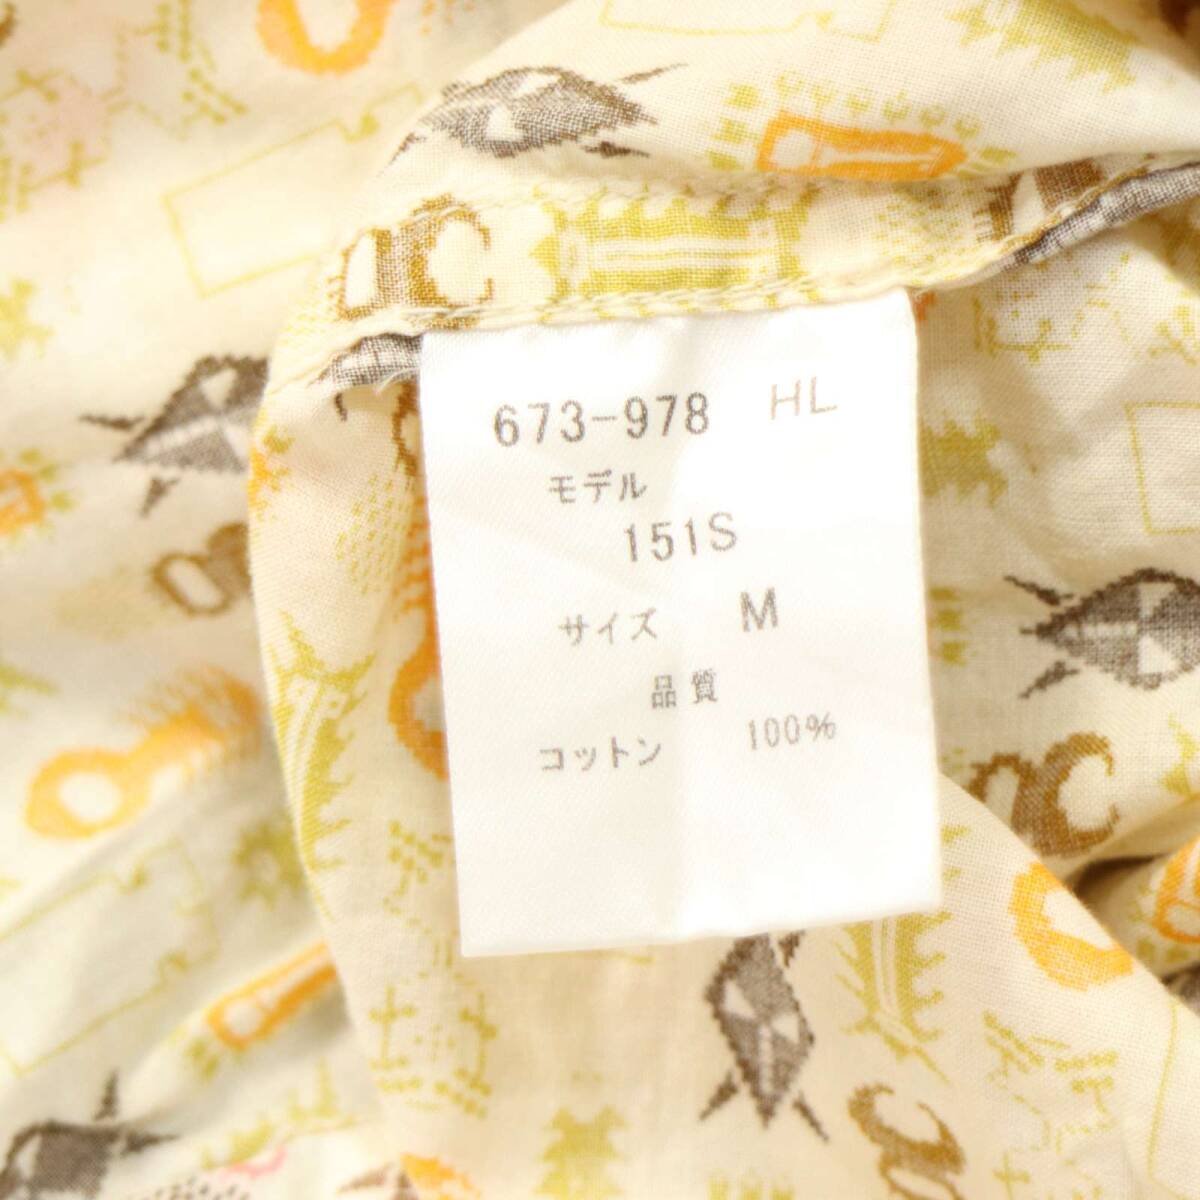 673-978 HL
モデル
151S
サイズ M
品質
コットン 100%